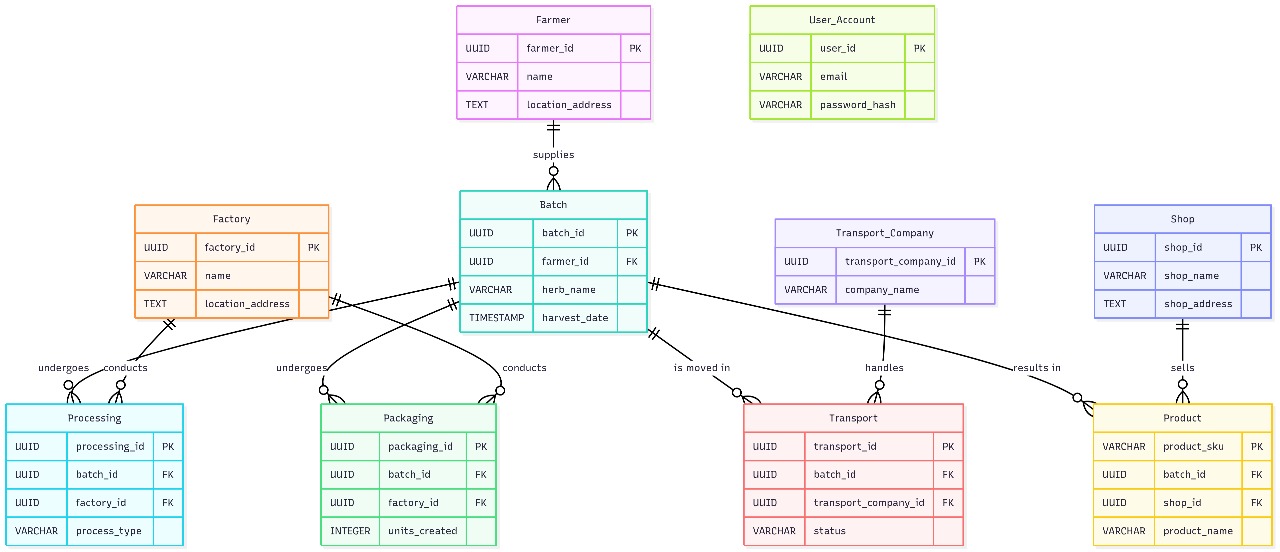 Farmer
UUID farmer_id PK
VARCHAR name
TEXT location_address
User_Account
UUID user_id PK
VARCHAR email
VARCHAR password_hash
supplies
Factory
UUID factory_id PK
VARCHAR name
TEXT location_address
Batch
UUID batch_id PK
UUID farmer_id FK
VARCHAR herb_name
TIMESTAMP harvest_date
Transport_Company
UUID transport_company_id PK
VARCHAR company_name
Shop
UUID shop_id PK
VARCHAR shop_name
TEXT shop_address
undergoes
conducts
undergoes
conducts
is moved in
handles
results in
sells
Processing
UUID processing_id PK
UUID batch_id FK
UUID factory_id FK
VARCHAR process_type
Packaging
UUID packaging_id PK
UUID batch_id FK
UUID factory_id FK
INTEGER units_created
Transport
UUID transport_id PK
UUID batch_id FK
UUID transport_company_id FK
VARCHAR status
Product
VARCHAR product_sku PK
UUID batch_id FK
UUID shop_id FK
VARCHAR product_name